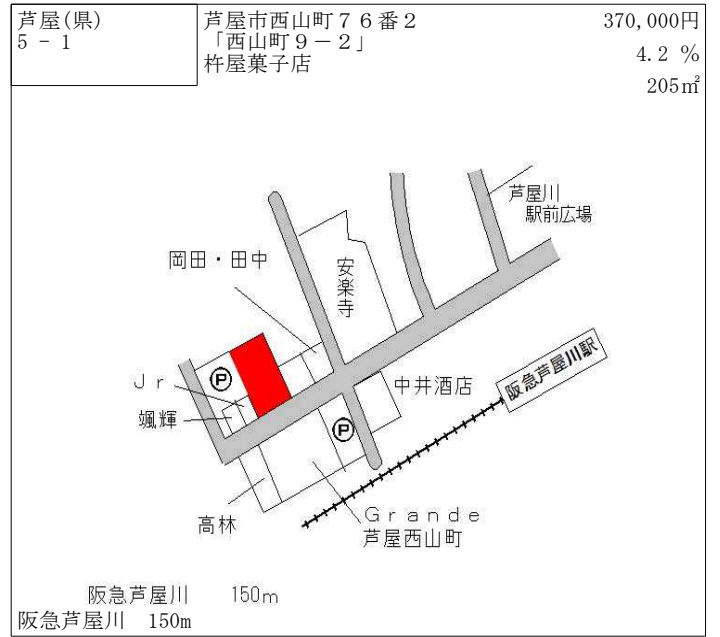 芦屋(県)
5 － 1
芦屋市西山町７６番２
「西山町９－２」
杵屋菓子店
370,000円
4.2 %
205㎡
芦屋川
駅前広場
岡田・田中
安楽寺
Ｐ
Ｊｒ
颯輝
中井酒店
阪急芦屋川駅
Ｐ
高林
Ｇｒａｎｄｅ
芦屋西山町
阪急芦屋川　　150m
阪急芦屋川　150m